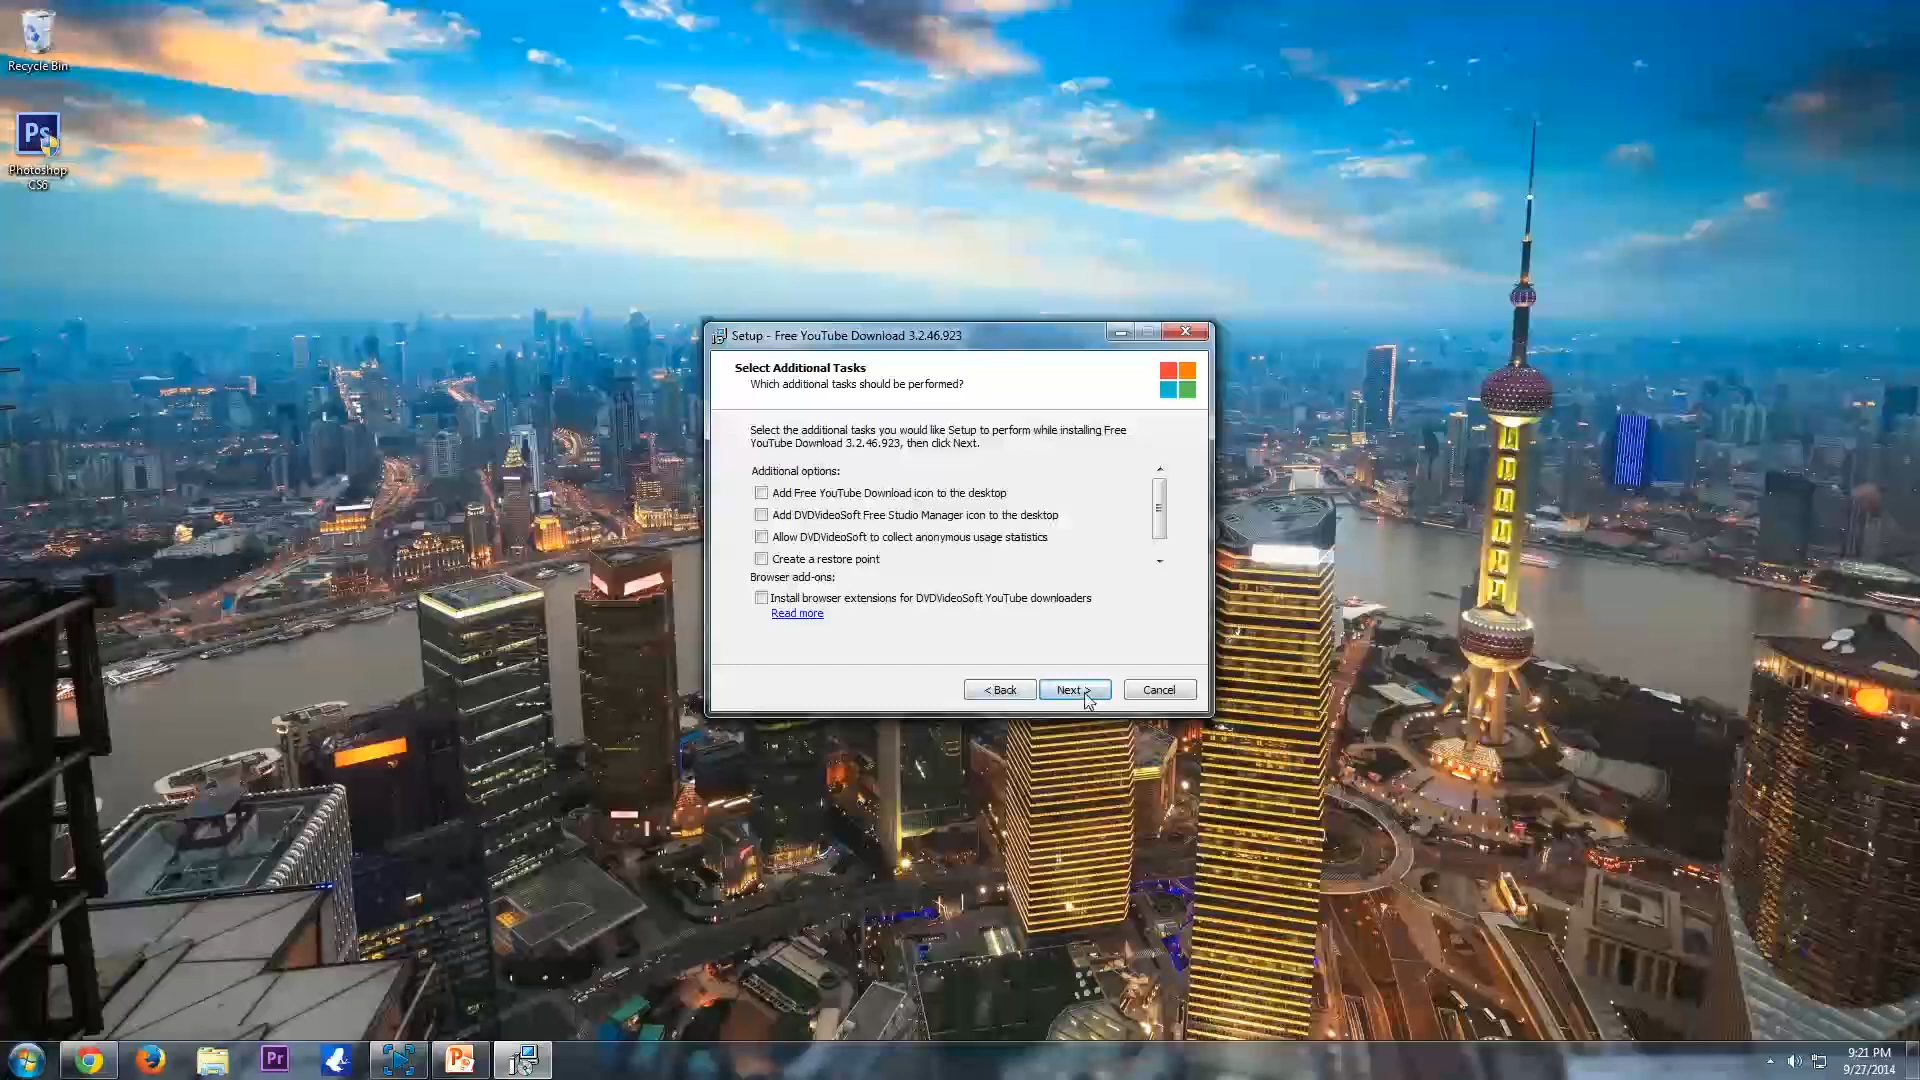 Recycle Bin
Ps
Photoshop
CS6
Setup - Free YouTube Download 3.2.46.923
Select Additional Tasks
Which additional tasks should be performed?
Select the additional tasks you would like Setup to perform while installing Free
YouTube Download 3.2.46.923, then click Next.
Additional options:
Add Free YouTube Download icon to the desktop
Add DVDVideoSoft Free Studio Manager icon to the desktop
Allow DVDVideoSoft to collect anonymous usage statistics
Create a restore point
Browser add-ons:
Install browser extensions for DVDVideoSoft YouTube downloaders
Read more
< Back
Next >
Cancel
Pr
P
9:21 PM
9/27/2014